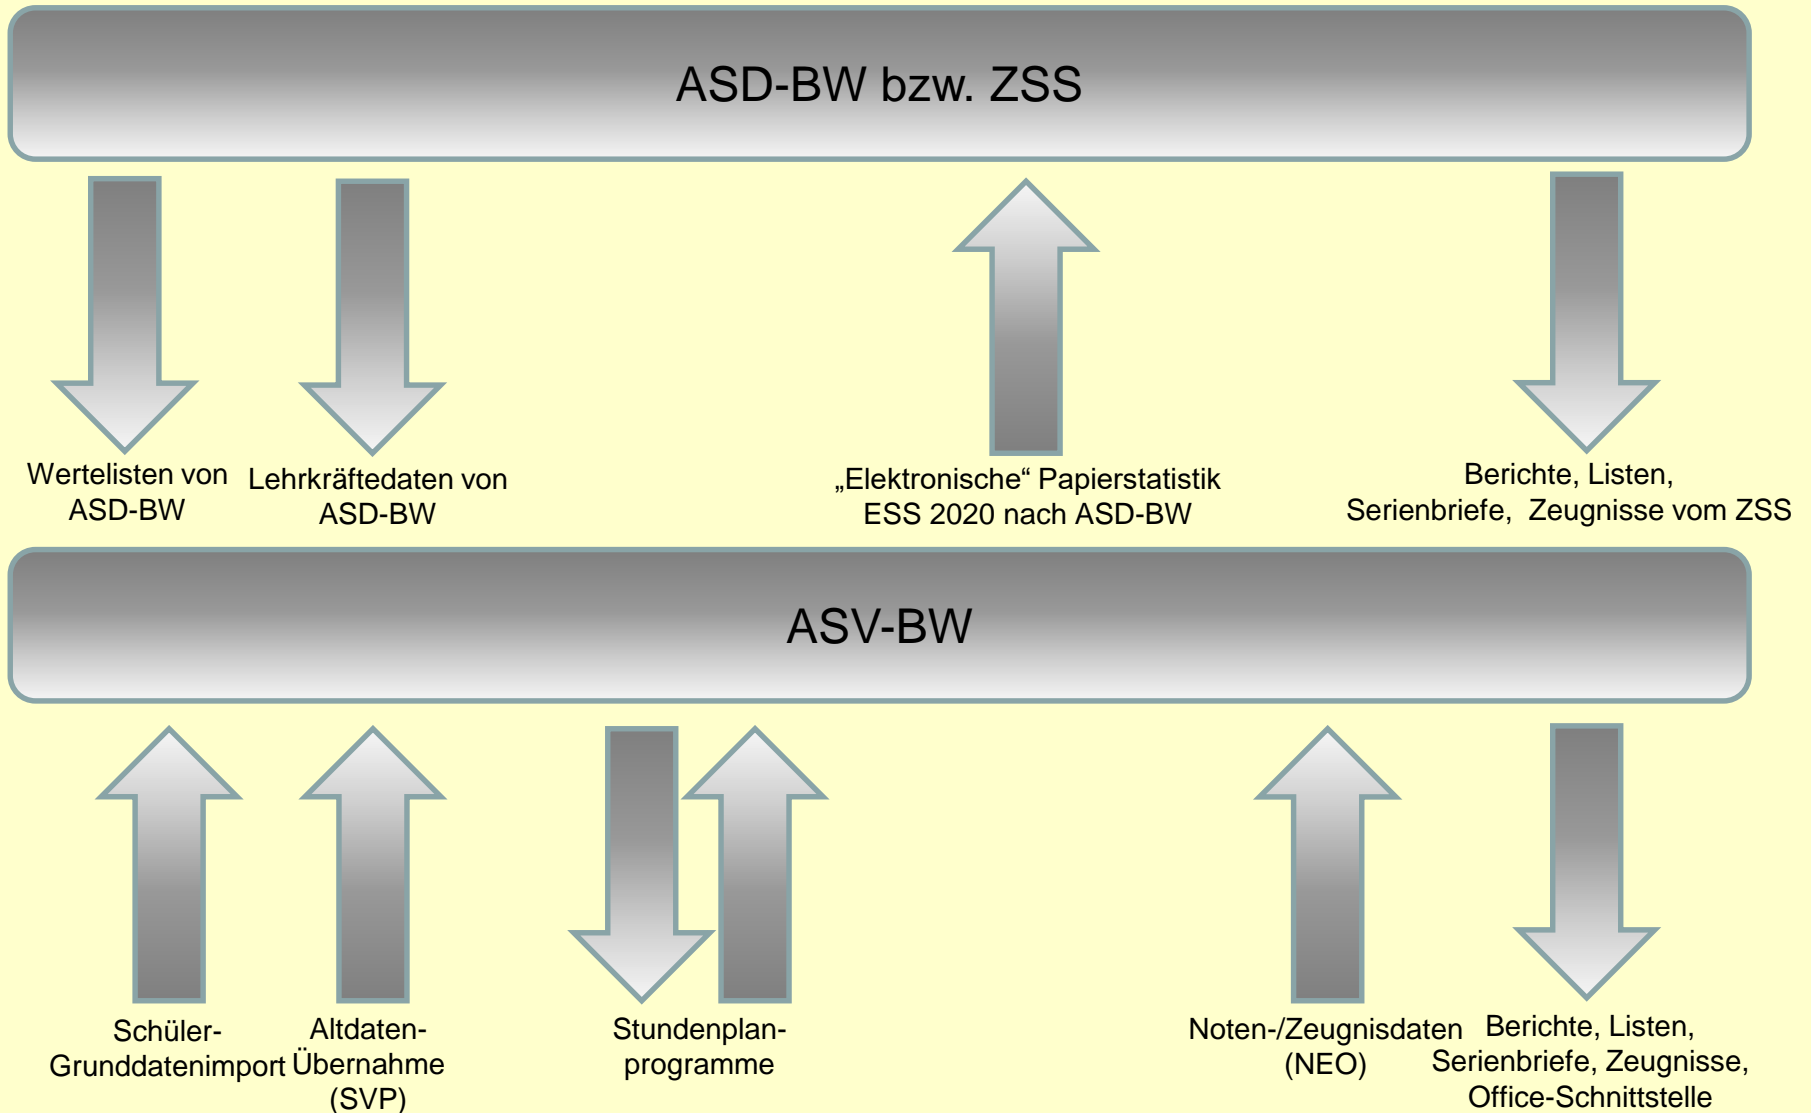 ASD-BW bzw. ZSS
Wertelisten von
ASD-BW
Lehrkräftedaten von
ASD-BW
„Elektronische“ Papierstatistik
ESS 2020 nach ASD-BW
Berichte, Listen,
Serienbriefe, Zeugnisse vom ZSS
ASV-BW
Schüler-
Grunddatenimport
Altdaten-
Übernahme
(SVP)
Stundenplan-
programme
Noten-/Zeugnisdaten
(NEO)
Berichte, Listen,
Serienbriefe, Zeugnisse,
Office-Schnittstelle